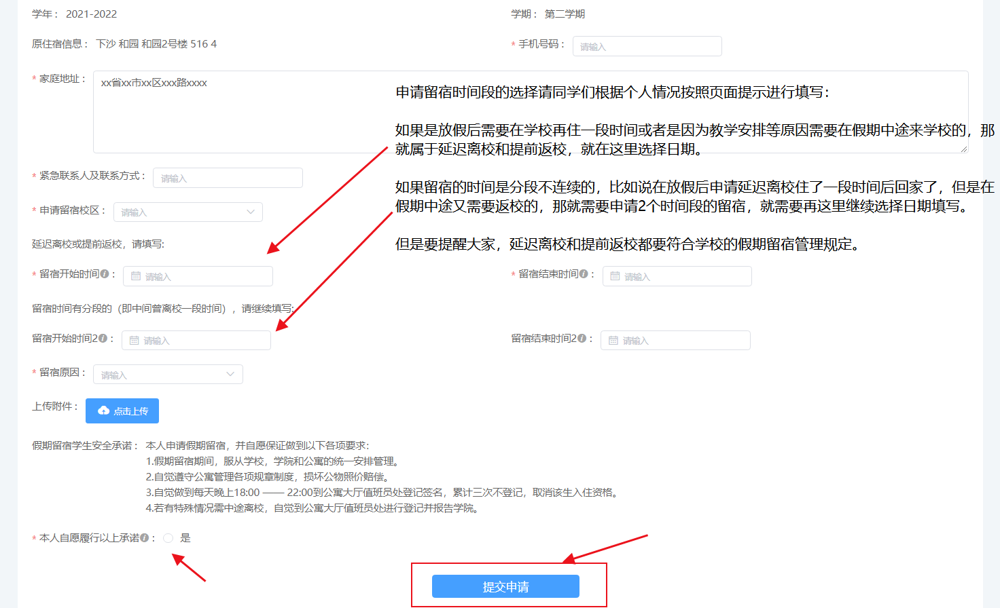 学年： 2021-2022
学期： 第二学期
原住宿信息： 下沙 和园 和园2号楼 516 4
* 手机号码： 请输入
* 家庭地址： xx省xx市xx区xxx路xxxx
申请留宿时间段的选择请同学们根据个人情况按照页面提示进行填写：
如果是放假后需要在学校再住一段时间或者是因为教学安排等原因需要在假期中途来学校的，那
就属于延迟离校和提前返校，就在这里选择日期。
* 紧急联系人及联系方式： 请输入
如果留宿的时间是分段不连续的，比如说在放假后申请延迟离校住了一段时间后回家了，但是在
假期中途又需要返校的，那就需要申请2个时间段的留宿，就需要再这里继续选择日期填写。
* 申请留宿校区： 请输入
但是要提醒大家，延迟离校和提前返校都要符合学校的假期留宿管理规定。
延迟离校或提前返校，请填写:
* 留宿开始时间： 请输入
* 留宿结束时间： 请输入
留宿时间有分段的（即中间曾离校一段时间），请继续填写:
留宿开始时间2： 请输入
留宿结束时间2： 请输入
* 留宿原因： 请输入
上传附件： 点击上传
假期留宿学生安全承诺： 本人申请假期留宿，并自愿保证做到以下各项要求：
1.假期留宿期间，服从学校，学院和公寓的统一安排管理。
2.自觉遵守公寓管理各项规章制度，损坏公物照价赔偿。
3.自觉做到每天晚上18:00 —— 22:00到公寓大厅值班员处登记签名，累计三次不登记，取消该生入住资格。
4.若有特殊情况需中途离校，自觉到公寓大厅值班员处进行登记并报告学院。
* 本人自愿履行以上承诺： 是
提交申请